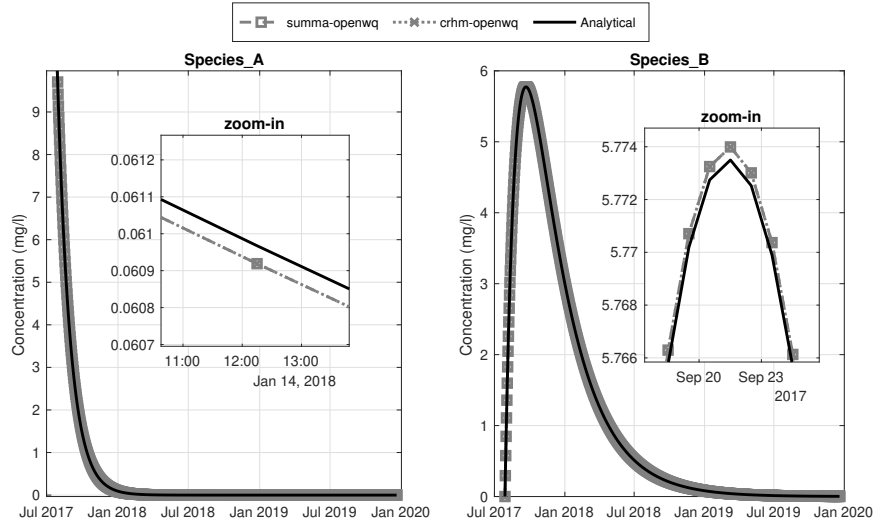 summa-openwq crhm-openwq Analytical
Species_A
Concentration (mg/l)
9
8
7
6
5
4
3
2
1
0
Jul 2017 Jan 2018 Jul 2018 Jan 2019 Jul 2019 Jan 2020
zoom-in
0.0612
0.0611
0.061
0.0609
0.0608
0.0607
11:00 12:00 13:00
Jan 14, 2018
Species_B
Concentration (mg/l)
6
5
4
3
2
1
0
Jul 2017 Jan 2018 Jul 2018 Jan 2019 Jul 2019 Jan 2020
zoom-in
5.774
5.772
5.77
5.768
5.766
Sep 20 Sep 23
2017